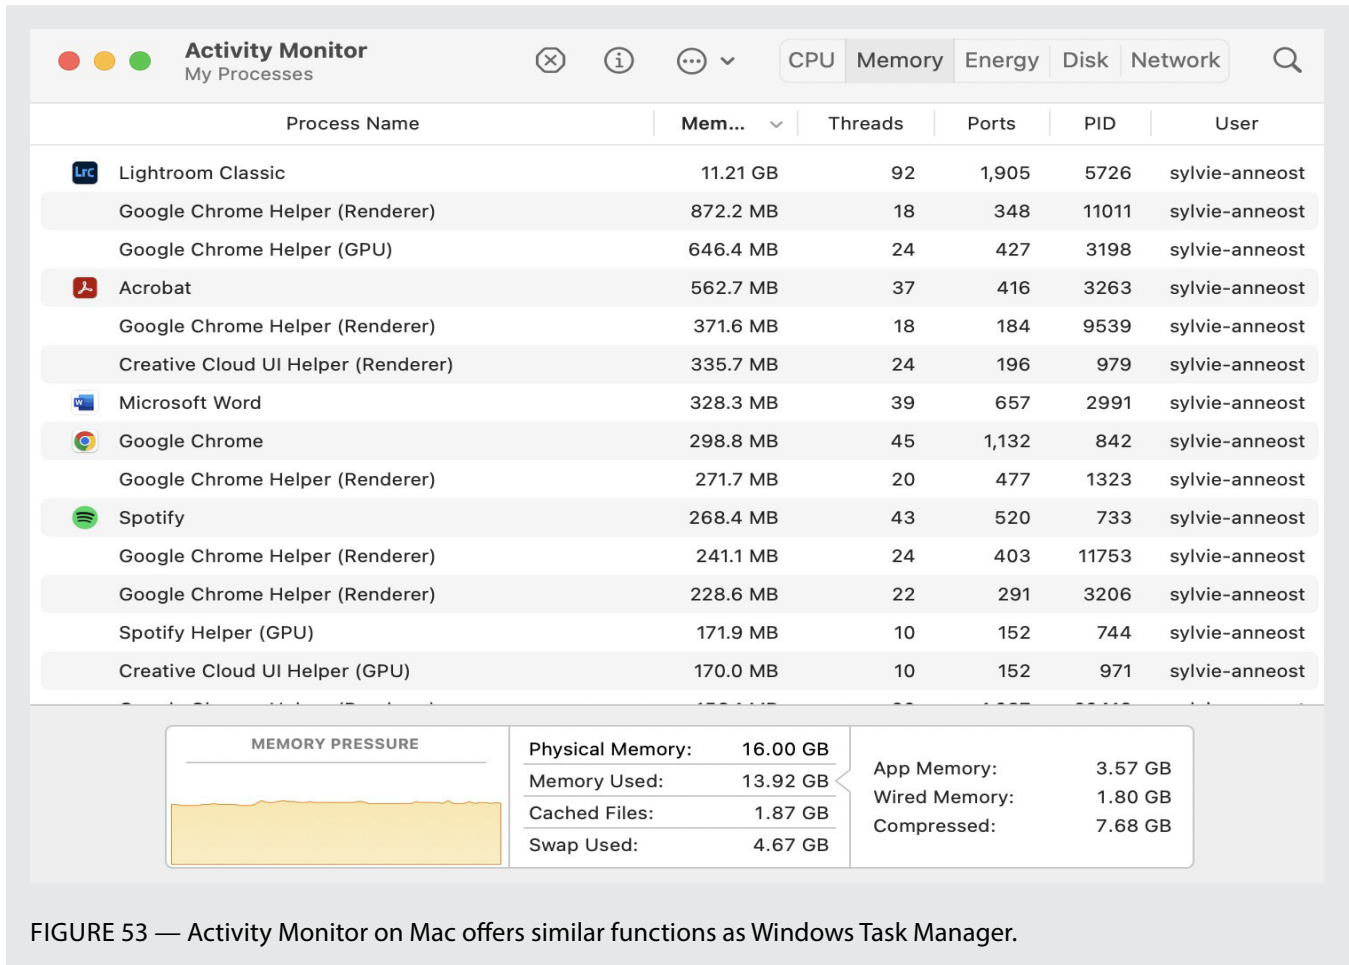 Activity Monitor
My Processes
CPU Memory Energy Disk Network
Process Name Mem... Threads Ports PID User
Lrc Lightroom Classic 11.21 GB 92 1,905 5726 sylvie-anneost
Google Chrome Helper (Renderer) 872.2 MB 18 348 11011 sylvie-anneost
Google Chrome Helper (GPU) 646.4 MB 24 427 3198 sylvie-anneost
Acrobat 562.7 MB 37 416 3263 sylvie-anneost
Google Chrome Helper (Renderer) 371.6 MB 18 184 9539 sylvie-anneost
Creative Cloud UI Helper (Renderer) 335.7 MB 24 196 979 sylvie-anneost
W Microsoft Word 328.3 MB 39 657 2991 sylvie-anneost
Google Chrome 298.8 MB 45 1,132 842 sylvie-anneost
Google Chrome Helper (Renderer) 271.7 MB 20 477 1323 sylvie-anneost
Spotify 268.4 MB 43 520 733 sylvie-anneost
Google Chrome Helper (Renderer) 241.1 MB 24 403 11753 sylvie-anneost
Google Chrome Helper (Renderer) 228.6 MB 22 291 3206 sylvie-anneost
Spotify Helper (GPU) 171.9 MB 10 152 744 sylvie-anneost
Creative Cloud UI Helper (GPU) 170.0 MB 10 152 971 sylvie-anneost
MEMORY PRESSURE
Physical Memory: 16.00 GB
Memory Used: 13.92 GB
Cached Files: 1.87 GB
Swap Used: 4.67 GB
App Memory: 3.57 GB
Wired Memory: 1.80 GB
Compressed: 7.68 GB
FIGURE 53 — Activity Monitor on Mac offers similar functions as Windows Task Manager.